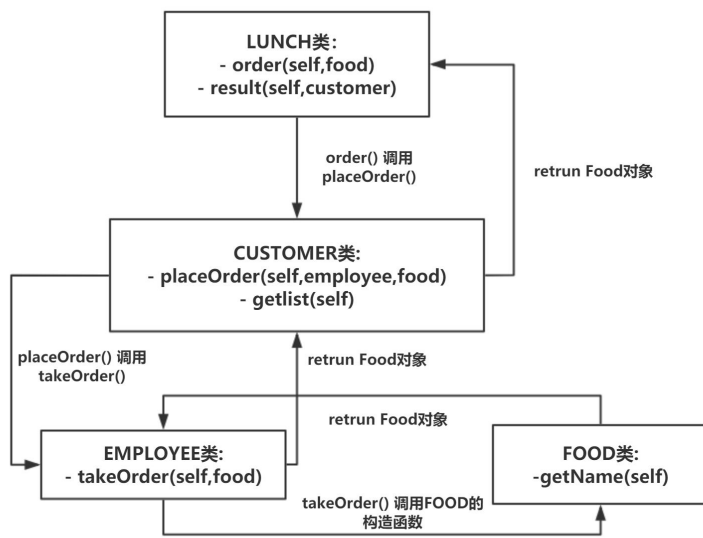 LUNCH类:
- order(self,food)
- result(self,customer)
order() 调用
placeOrder()
retrun Food对象
CUSTOMER类:
- placeOrder(self,employee,food)
- getlist(self)
placeOrder() 调用
takeOrder()
retrun Food对象
retrun Food对象
EMPLOYEE类:
- takeOrder(self,food)
FOOD类:
-getName(self)
takeOrder() 调用FOOD的
构造函数